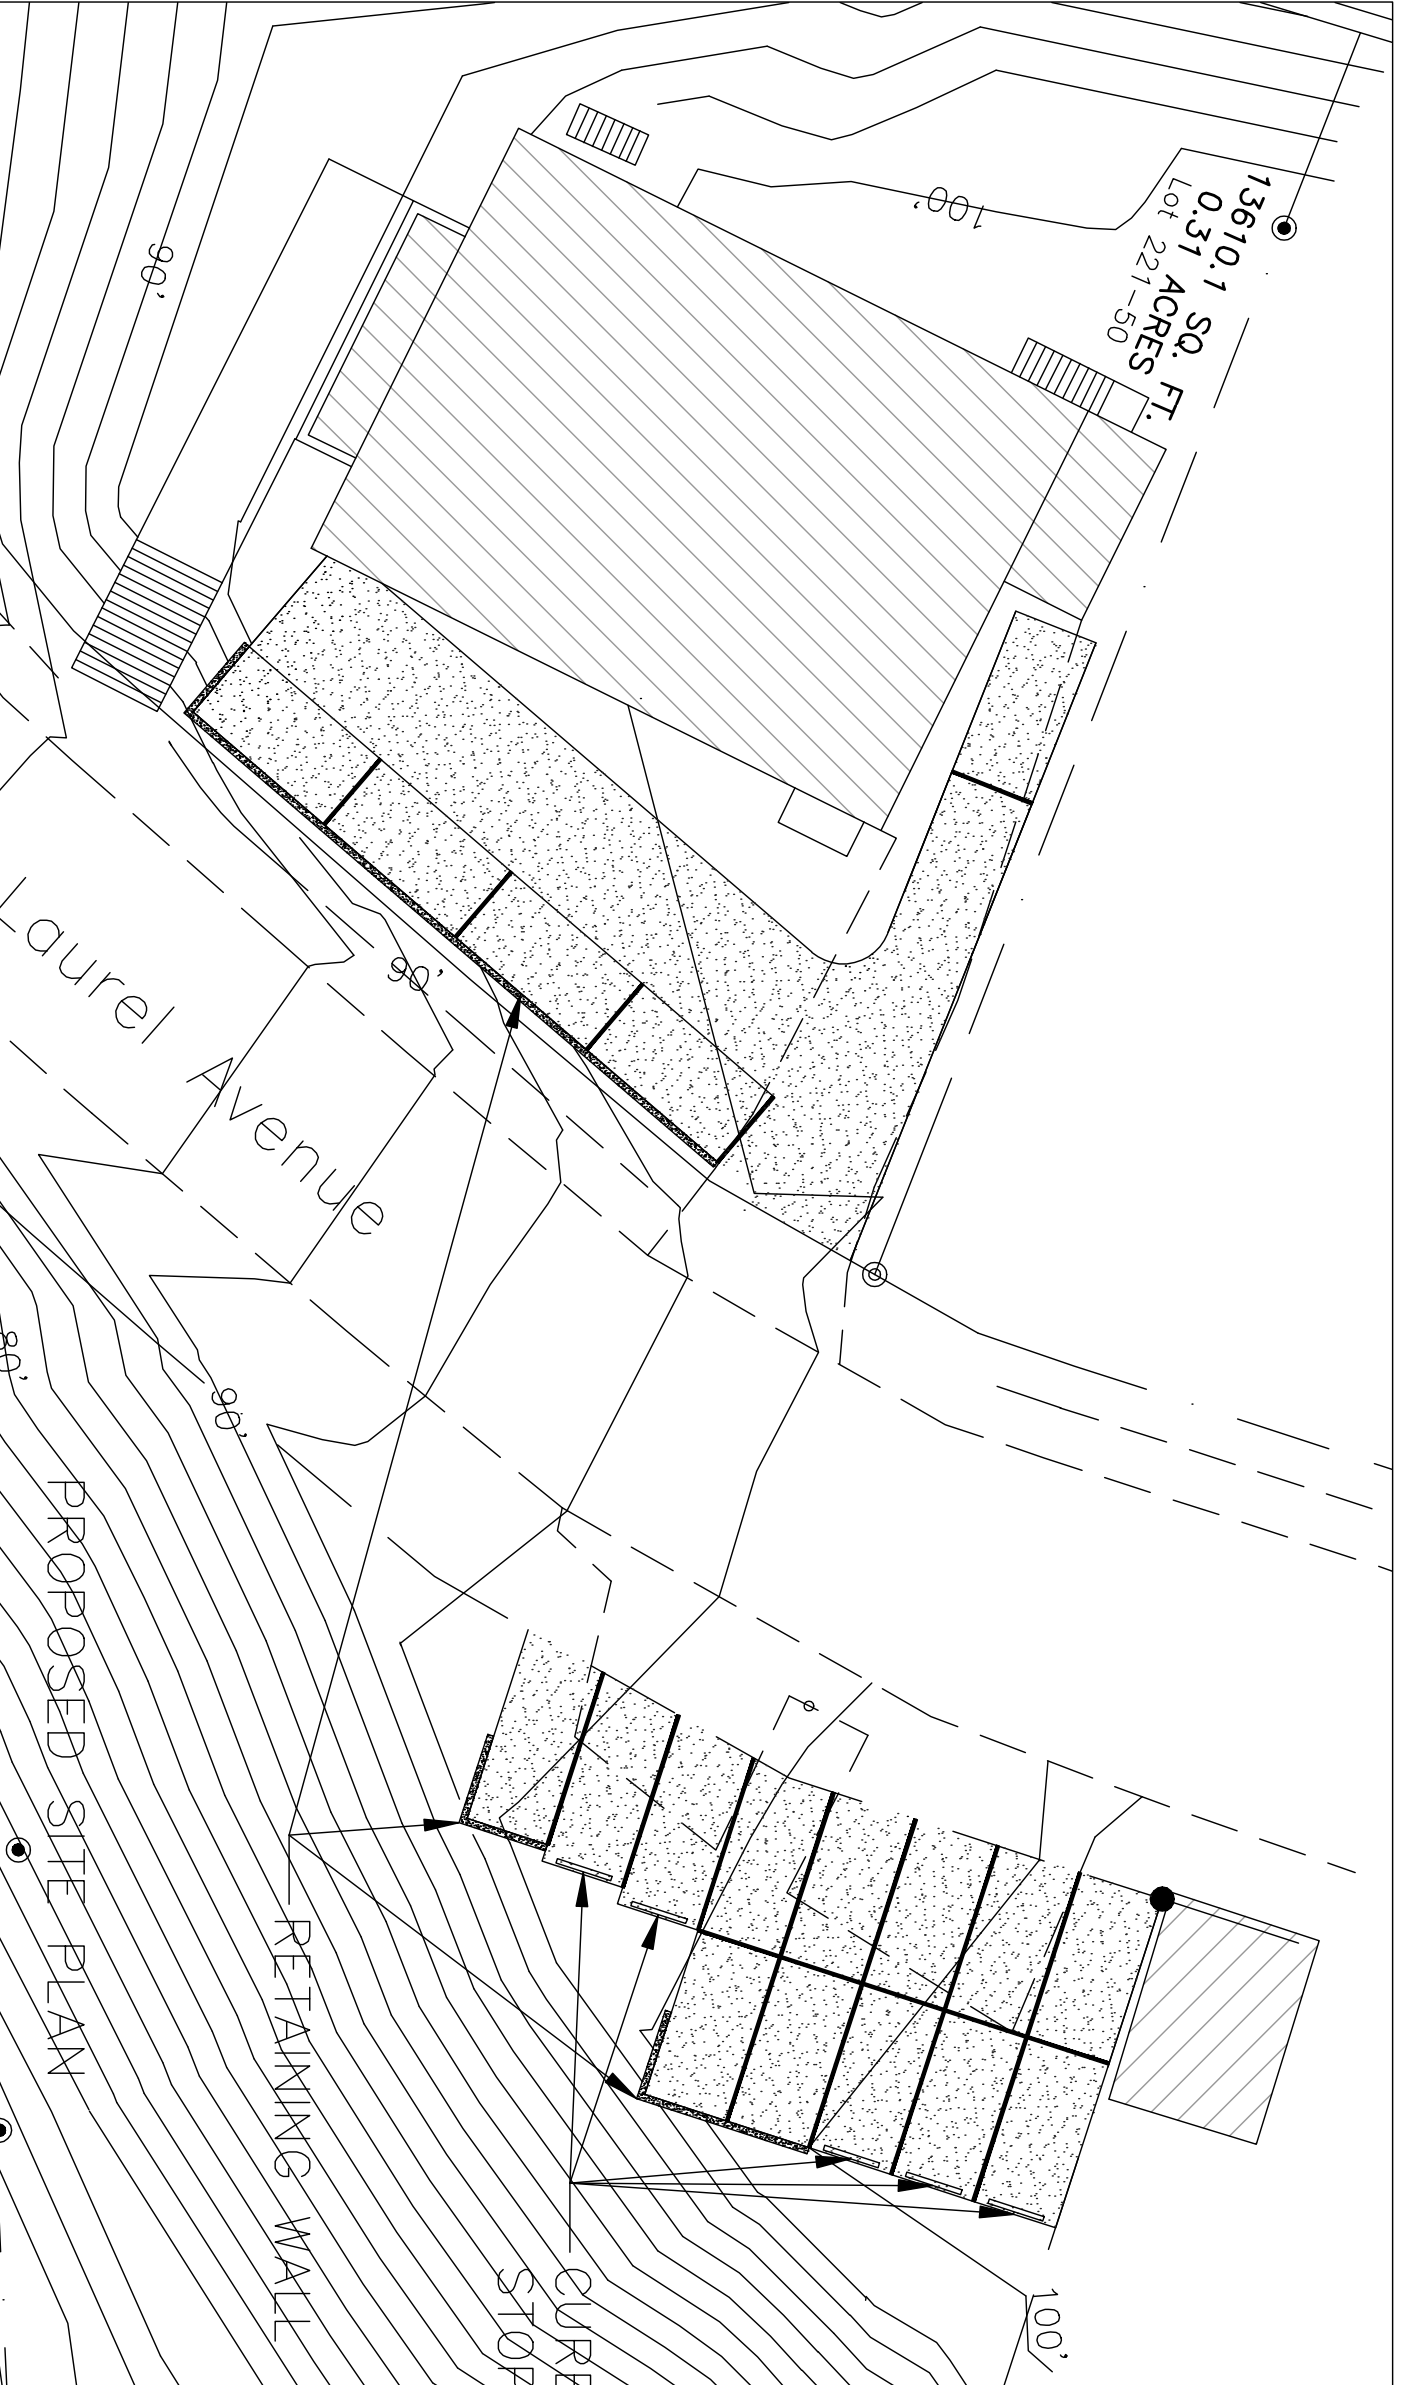 13610.1 SQ. FT.
0.31 ACRES
Lot 221-50
100'
90'
90'
Laurel Avenue
80'
90'
PROPOSED SITE PLAN
RETAINING WALL
100'